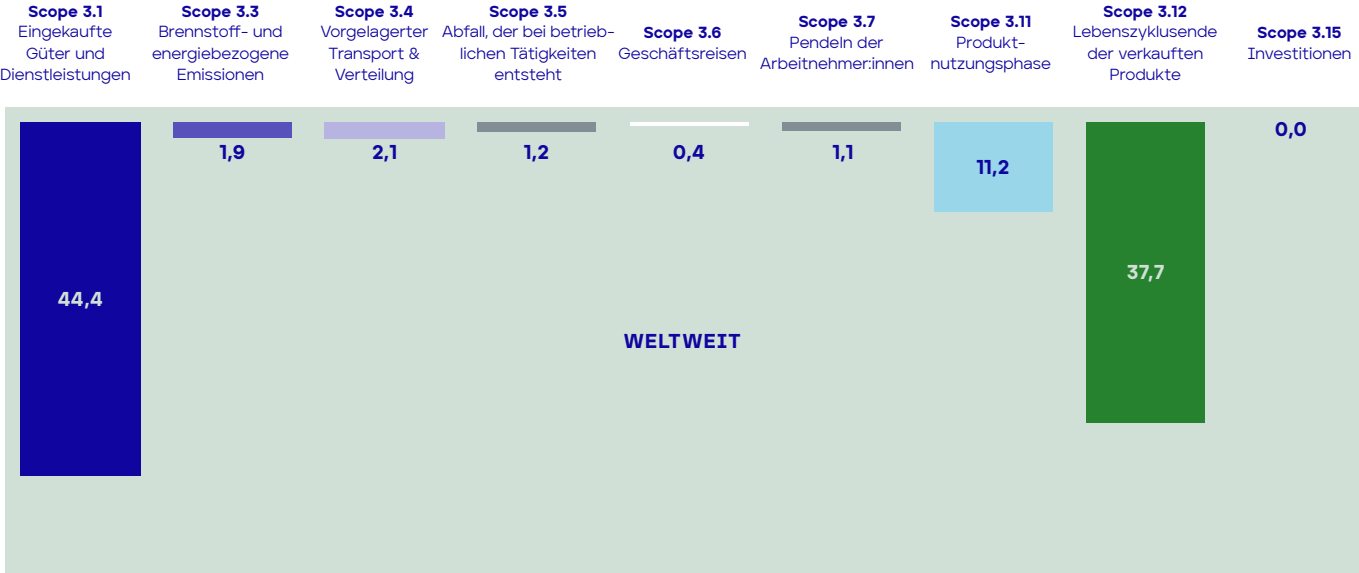 Scope 3.1
Eingekaufte
Güter und
Dienstleistungen
Scope 3.3
Brennstoff- und
energiebezogene
Emissionen
Scope 3.4
Vorgelagerter
Transport &
Verteilung
Scope 3.5
Abfall, der bei betrieb-
lichen Tätigkeiten
entsteht
Scope 3.6
Geschäftsreisen
Scope 3.7
Pendeln der
Arbeitnehmer:innen
Scope 3.11
Produkt-
nutzungsphase
Scope 3.12
Lebenszyklusende
der verkauften
Produkte
Scope 3.15
Investitionen
44,4
1,9
2,1
1,2
0,4
1,1
11,2
37,7
0,0
WELTWEIT